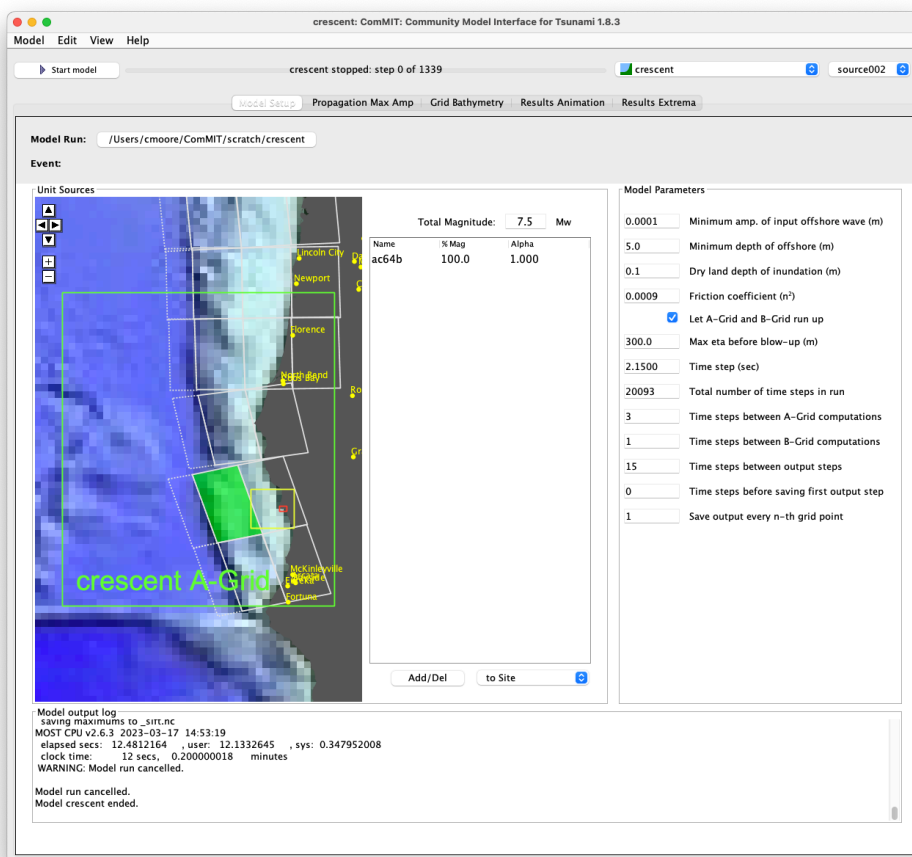 crescent: ComMIT: Community Model Interface for Tsunami 1.8.3
Model Edit View Help
Start model
crescent stopped: step 0 of 1339
crescent
source002
Model Setup
Propagation Max Amp
Grid Bathymetry
Results Animation
Results Extrema
Model Run:
/Users/cmoore/ComMIT/scratch/crescent
Event:
Unit Sources
Lincoln City
Newport
Florence
North Bend
McKinleyville
Fortuna
crescent A-Grid
Total Magnitude: 7.5 Mw
Name % Mag Alpha
ac64b 100.0 1.000
Add/Del
to Site
Model Parameters
0.0001 Minimum amp. of input offshore wave (m)
5.0 Minimum depth of offshore (m)
0.1 Dry land depth of inundation (m)
0.0009 Friction coefficient (n²)
Let A-Grid and B-Grid run up
300.0 Max eta before blow-up (m)
2.1500 Time step (sec)
20093 Total number of time steps in run
3 Time steps between A-Grid computations
1 Time steps between B-Grid computations
15 Time steps between output steps
0 Time steps before saving first output step
1 Save output every n-th grid point
Model output log
saving maximums to _sift.nc
MOST CPU v2.6.3 2023-03-17 14:53:19
elapsed secs: 12.4812164 , user: 12.1332645 , sys: 0.347952008
clock time: 12 secs, 0.200000018 minutes
WARNING: Model run cancelled.
Model run cancelled.
Model crescent ended.